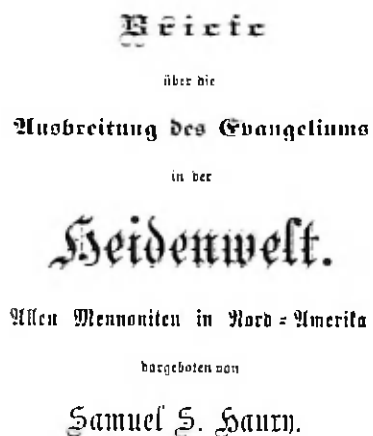 Briefe
über die
Ausbreitung des Evangeliums
in der
Heidenwelt.
Allen Mennoniten in Nord=Amerika
dargeboten von
Samuel S. Haury.